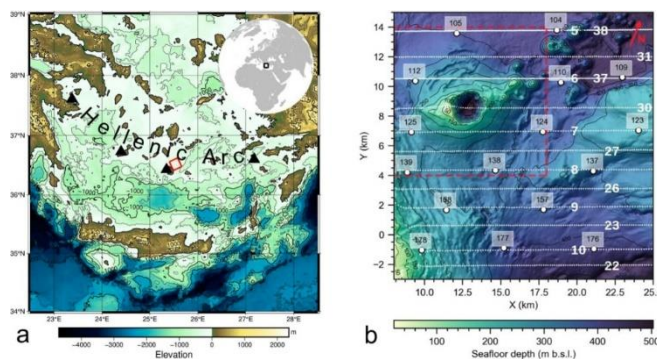 39°N
38°N
37°N
36°N
35°N
34°N
22°E 23°E 24°E 25°E 26°E 27°E 28°E
Hellenic Arc
-1000
-1000
m
-4000 -3000 -2000 -1000 0 1000 2000
Elevation
a
14
12
10
8
6
4
2
0
-2
Y (km)
105 104 5 38
N
31
112 110 6 37 109
30
125 124 7 123
27
139 138 8 137
26
157 9
23
177 10 176
22
10.0 12.5 15.0 17.5 20.0 22.5 25.0
X (km)
100 200 300 400 500
Seafloor depth (m b.s.l.)
b